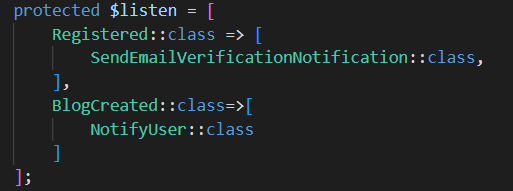 protected $listen = [
    Registered::class => [
        SendEmailVerificationNotification::class,
    ],
    BlogCreated::class=>[
        NotifyUser::class
    ]
];